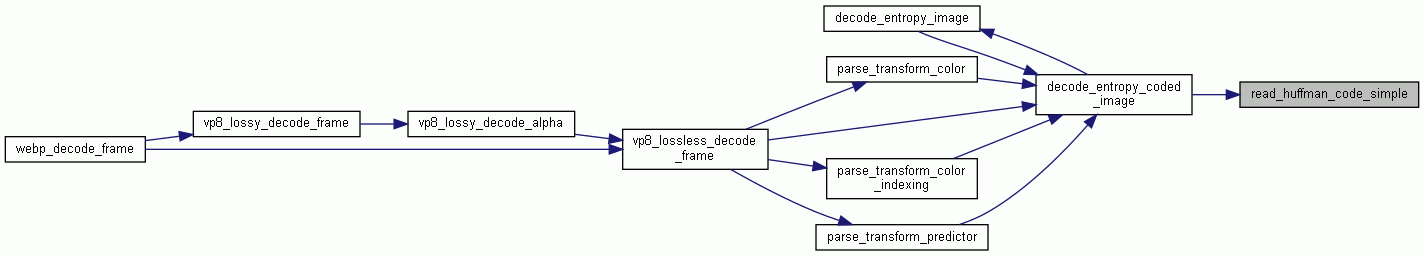 decode_entropy_image
parse_transform_color
decode_entropy_coded
_image
read_huffman_code_simple
vp8_lossy_decode_frame
vp8_lossy_decode_alpha
webp_decode_frame
vp8_lossless_decode
_frame
parse_transform_color
_indexing
parse_transform_predictor